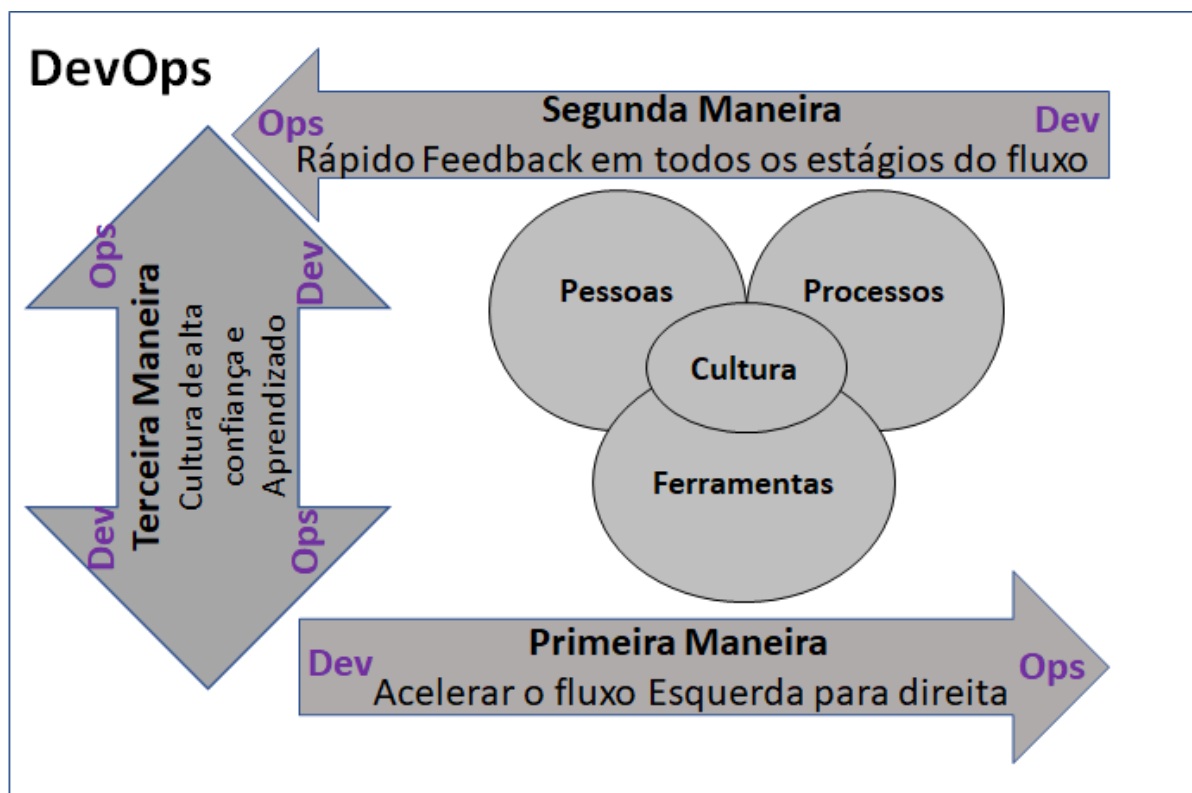 DevOps
Segunda Maneira
Ops
Dev
Rápido Feedback em todos os estágios do fluxo
Ops
Dev
Terceira Maneira
Cultura de alta
confiança e
Aprendizado
Dev
Ops
Pessoas
Processos
Cultura
Ferramentas
Primeira Maneira
Dev
Ops
Acelerar o fluxo Esquerda para direita